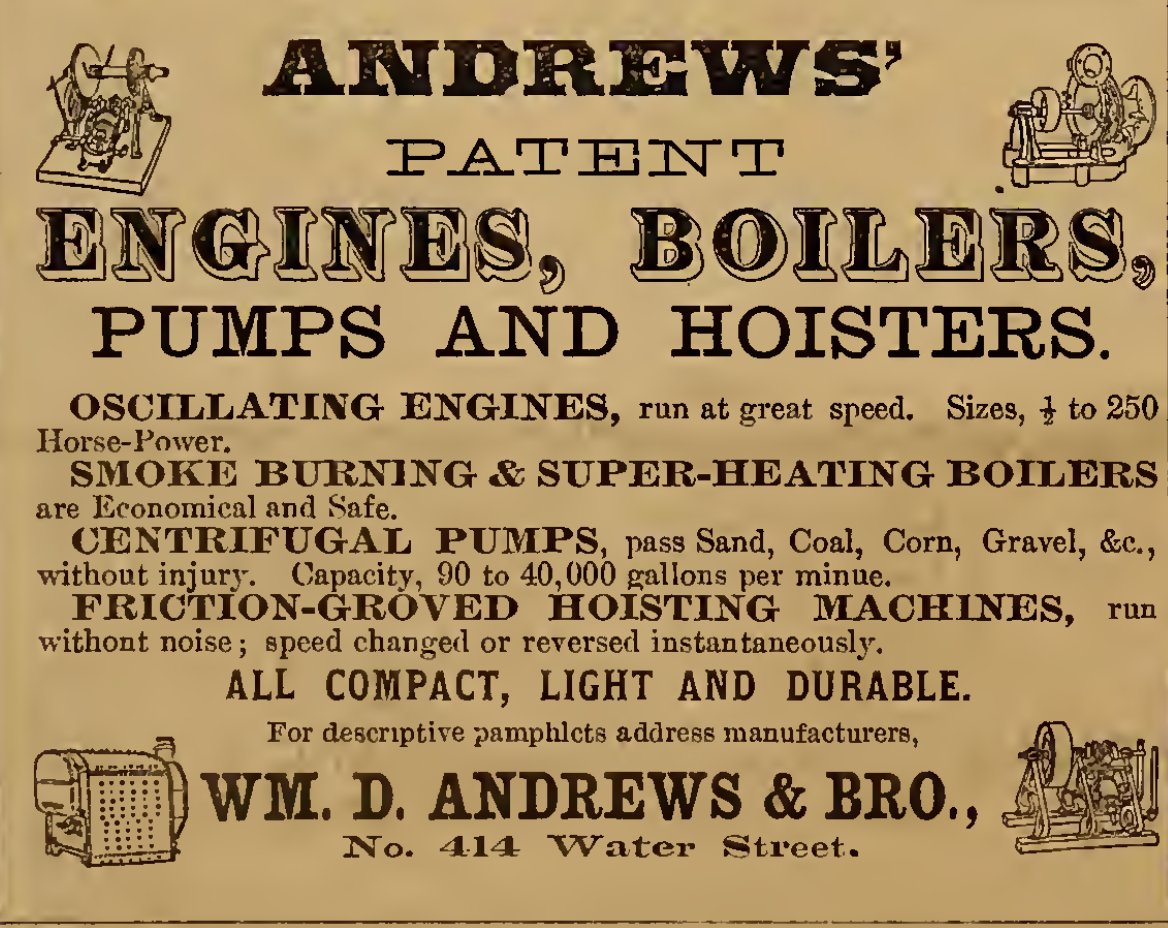 ANDREWS'
PATENT
ENGINES, BOILERS,
PUMPS AND HOISTERS.
OSCILLATING ENGINES, run at great speed. Sizes, ½ to 250
Horse-Power.
SMOKE BURNING & SUPER-HEATING BOILERS
are Economical and Safe.
CENTRIFUGAL PUMPS, pass Sand, Coal, Corn, Gravel, &c.,
without injury. Capacity, 90 to 40,000 gallons per minue.
FRICTION-GROVED HOISTING MACHINES, run
withont noise; speed changed or reversed instantaneously.
ALL COMPACT, LIGHT AND DURABLE.
For descriptive pamphlets address manufacturers,
WM. D. ANDREWS & BRO.,
No. 414 Water Street.